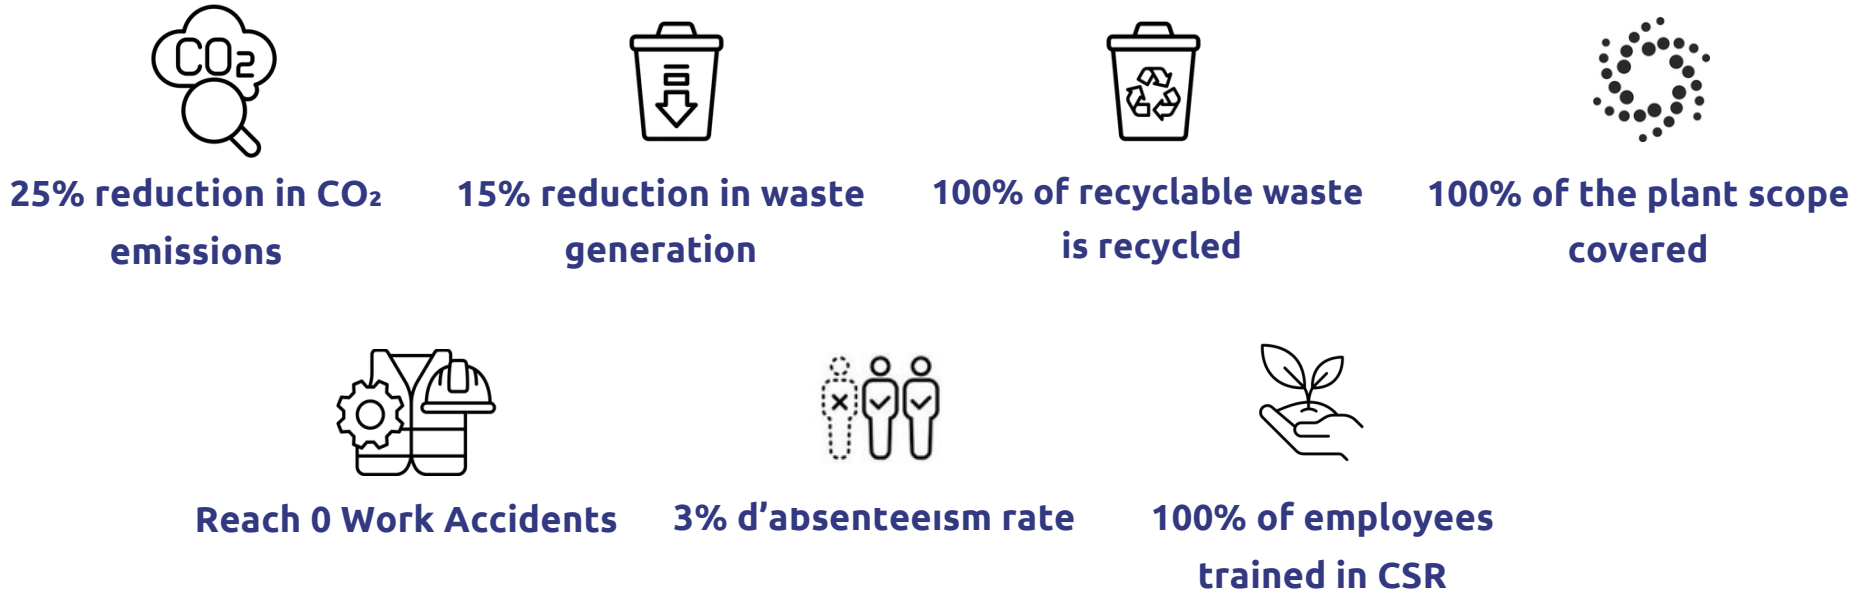 CO2
25% reduction in CO₂
emissions
15% reduction in waste
generation
100% of recyclable waste
is recycled
100% of the plant scope
covered
Reach 0 Work Accidents
3% d’absenteeism rate
100% of employees
trained in CSR